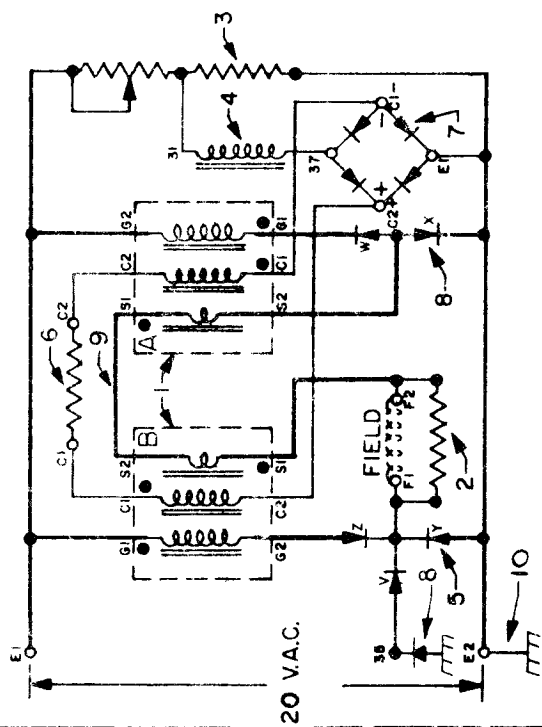 3
4
31
37
C1-
-
+
C2+
E1
7
G2
G1
C2
C1
S1
S2
A
W
X
8
6
C2
C1
9
1
B
S2
S1
C1
C2
G1
G2
FIELD
F2
F1
2
Z
Y
5
V
38
8
E1
20 V.A.C.
E2
10